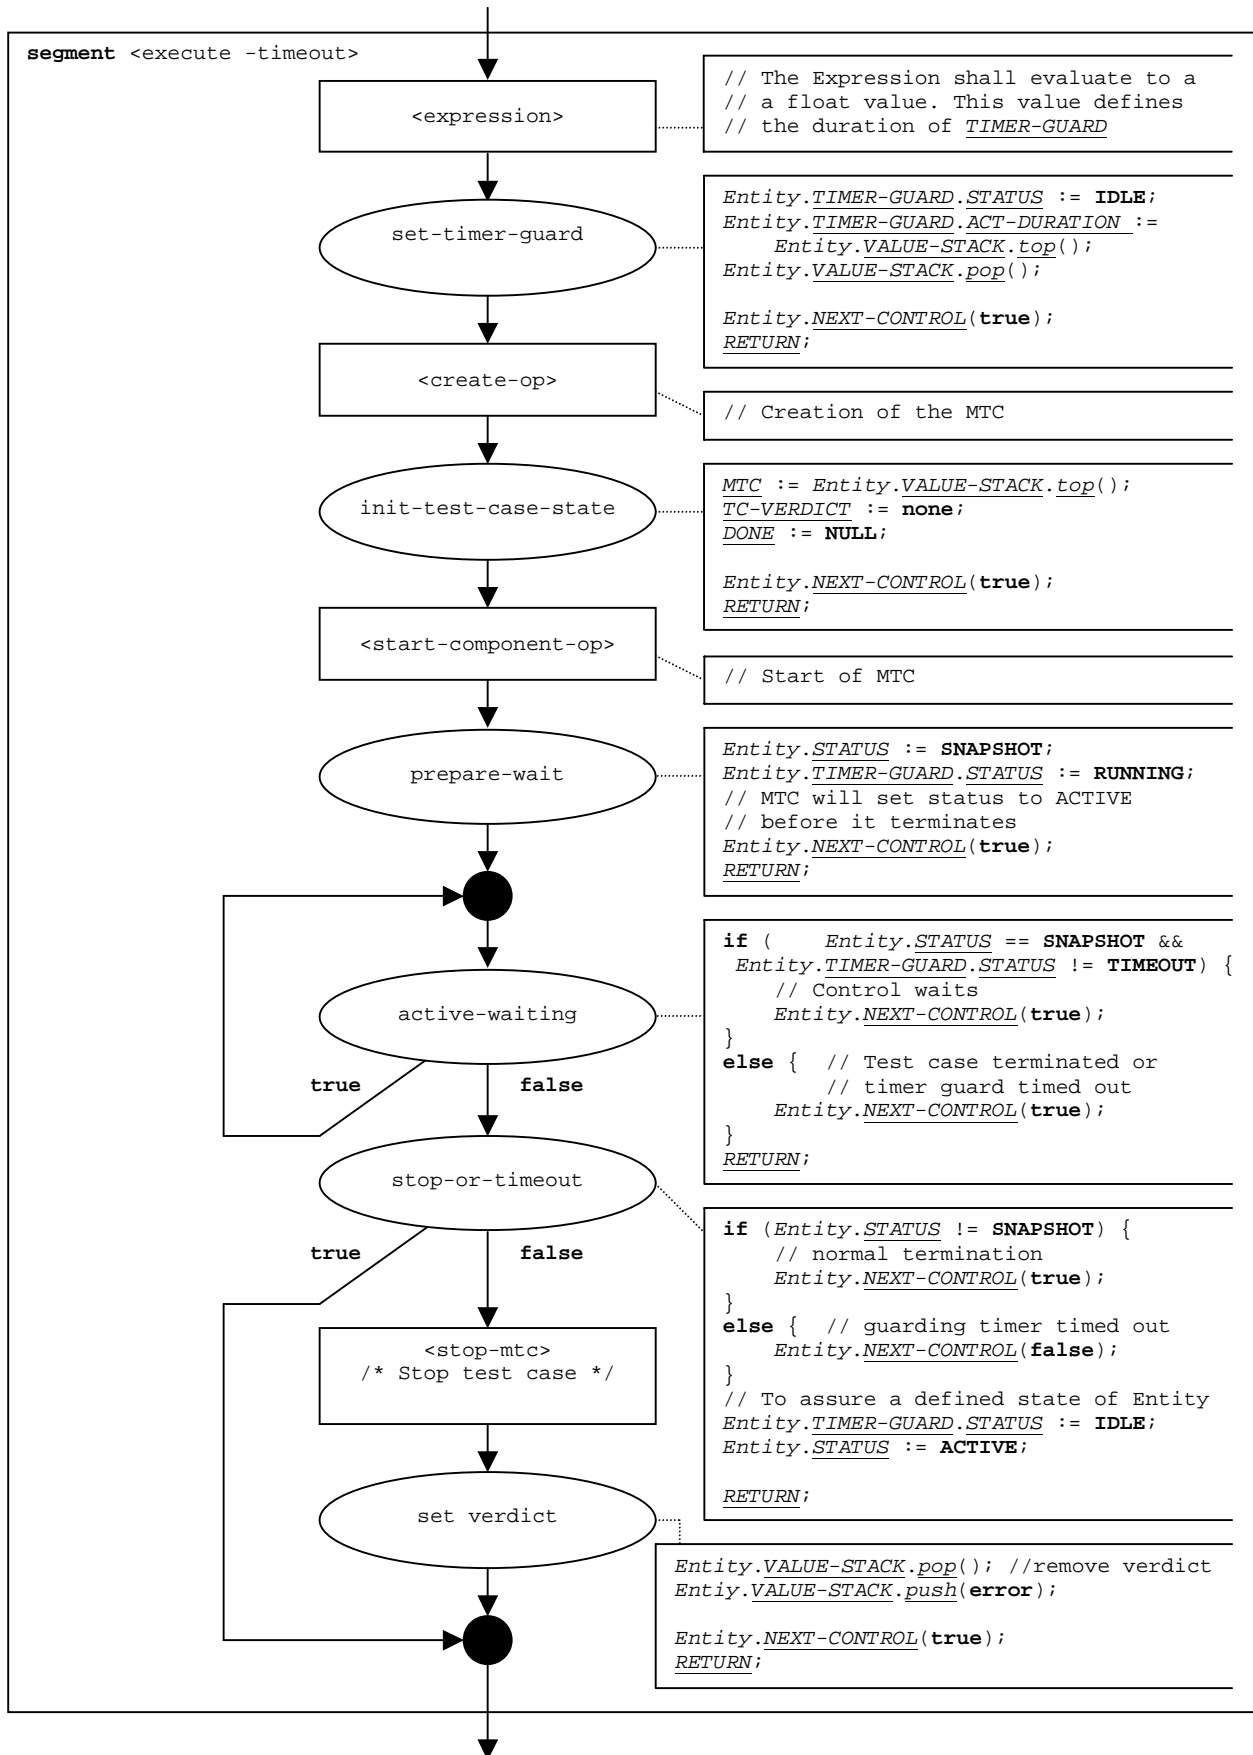 segment <execute -timeout>
<expression>
// The Expression shall evaluate to a
// a float value. This value defines
// the duration of TIMER-GUARD
set-timer-guard
Entity.TIMER-GUARD.STATUS := IDLE;
Entity.TIMER-GUARD.ACT-DURATION :=
Entity.VALUE-STACK.top();
Entity.VALUE-STACK.pop();
Entity.NEXT-CONTROL(true);
RETURN;
<create-op>
// Creation of the MTC
init-test-case-state
MTC := Entity.VALUE-STACK.top();
TC-VERDICT := none;
DONE := NULL;
Entity.NEXT-CONTROL(true);
RETURN;
<start-component-op>
// Start of MTC
prepare-wait
Entity.STATUS := SNAPSHOT;
Entity.TIMER-GUARD.STATUS := RUNNING;
// MTC will set status to ACTIVE
// before it terminates
Entity.NEXT-CONTROL(true);
RETURN;
active-waiting
true
false
if ( Entity.STATUS == SNAPSHOT &&
Entity.TIMER-GUARD.STATUS != TIMEOUT) {
// Control waits
Entity.NEXT-CONTROL(true);
}
else { // Test case terminated or
// timer guard timed out
Entity.NEXT-CONTROL(true);
}
RETURN;
stop-or-timeout
true
false
if (Entity.STATUS != SNAPSHOT) {
// normal termination
Entity.NEXT-CONTROL(true);
}
else { // guarding timer timed out
Entity.NEXT-CONTROL(false);
}
// To assure a defined state of Entity
Entity.TIMER-GUARD.STATUS := IDLE;
Entity.STATUS := ACTIVE;
RETURN;
<stop-mtc>
/* Stop test case */
set verdict
Entity.VALUE-STACK.pop(); //remove verdict
Entiy.VALUE-STACK.push(error);
Entity.NEXT-CONTROL(true);
RETURN;